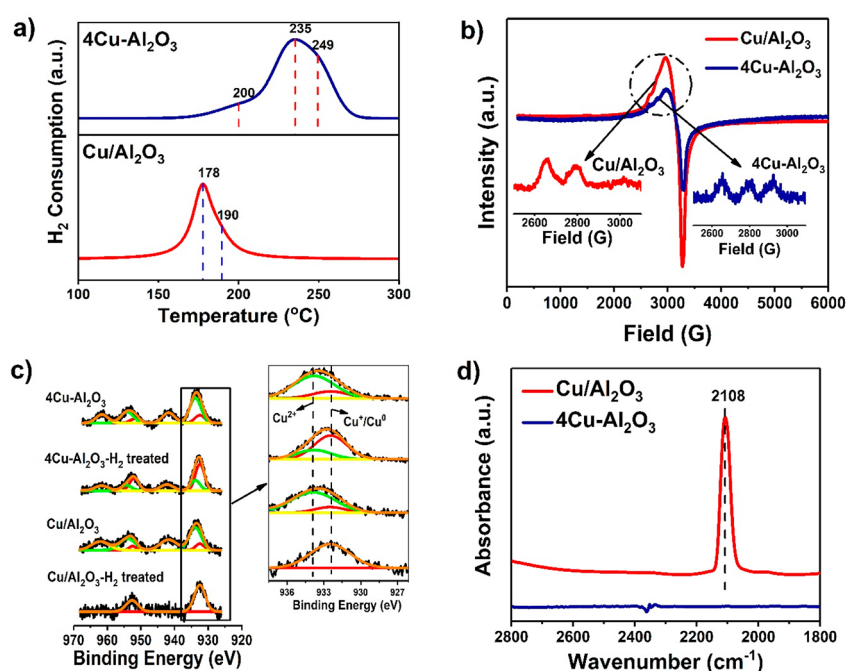 a)
4Cu-Al₂O₃
235
249
200
Cu/Al₂O₃
178
190
H₂ Consumption (a.u.)
100 150 200 250 300
Temperature (°C)
b)
Cu/Al₂O₃
4Cu-Al₂O₃
Intensity (a.u.)
Cu/Al₂O₃
4Cu-Al₂O₃
2600 2800 3000
Field (G)
2600 2800 3000
Field (G)
0 1000 2000 3000 4000 5000 6000
Field (G)
c)
4Cu-Al₂O₃
4Cu-Al₂O₃-H₂ treated
Cu/Al₂O₃
Cu/Al₂O₃-H₂ treated
970 960 950 940 930 920
Binding Energy (eV)
Cu²⁺
Cu⁺/Cu⁰
936 933 930 927
Binding Energy (eV)
d)
Cu/Al₂O₃
4Cu-Al₂O₃
2108
Absorbance (a.u.)
2800 2600 2400 2200 2000 1800
Wavenumber (cm⁻¹)